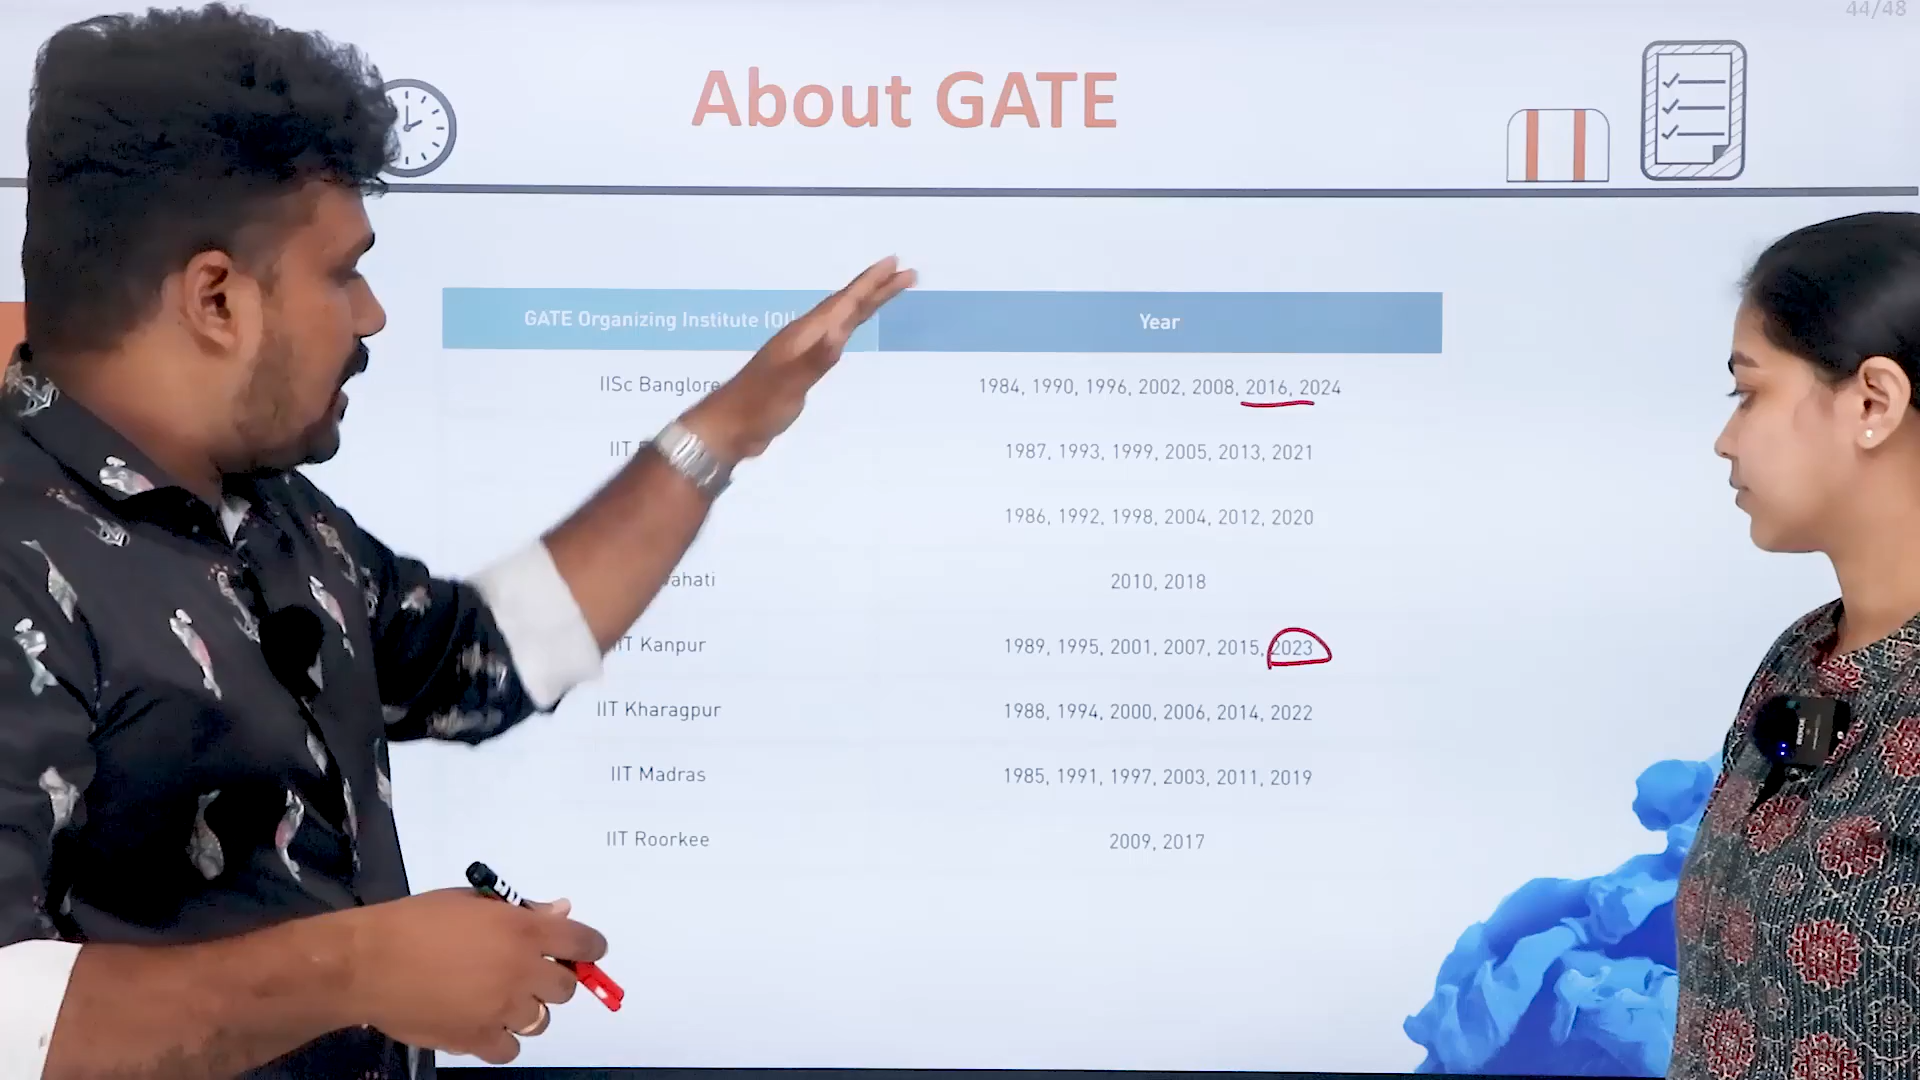 44/48
About GATE
GATE Organizing Institute Year
IISc Banglore 1984, 1990, 1996, 2002, 2008, 2016, 2024
IIT 1987, 1993, 1999, 2005, 2013, 2021
1986, 1992, 1998, 2004, 2012, 2020
2010, 2018
IIT Kanpur 1989, 1995, 2001, 2007, 2015, 2023
IIT Kharagpur 1988, 1994, 2000, 2006, 2014, 2022
IIT Madras 1985, 1991, 1997, 2003, 2011, 2019
IIT Roorkee 2009, 2017
RODE